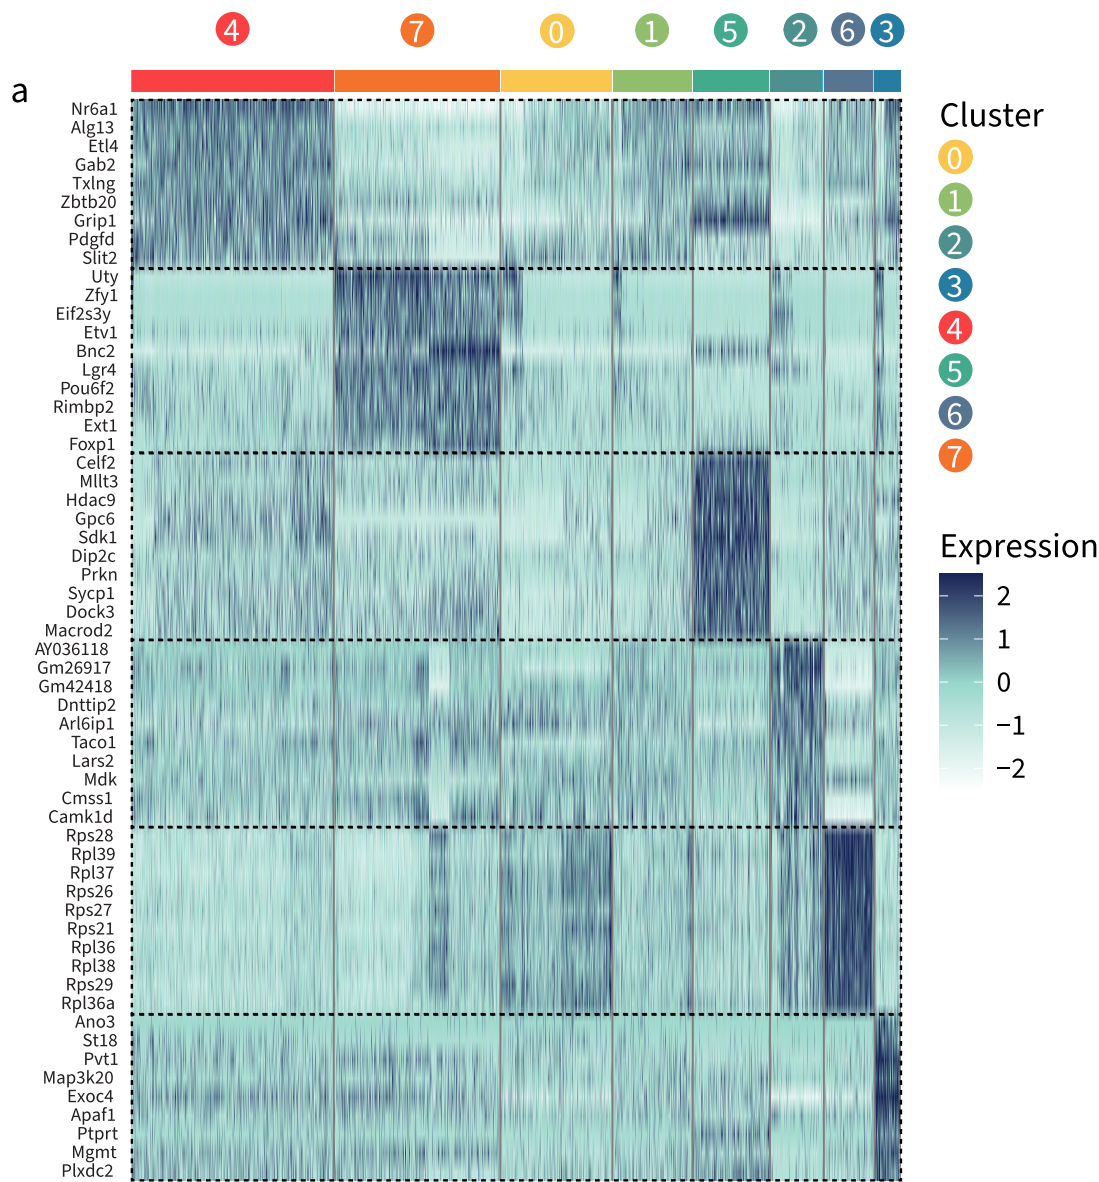 4 7 0 1 5 2 6 3
a
Nr6a1
Alg13
Etl4
Gab2
Txlng
Zbtb20
Grip1
Pdgfd
Slit2
Uty
Zfy1
Eif2s3y
Etv1
Bnc2
Lgr4
Pou6f2
Rimbp2
Ext1
Foxp1
Celf2
Mllt3
Hdac9
Gpc6
Sdk1
Dip2c
Prkn
Sycp1
Dock3
Macrod2
AY036118
Gm26917
Gm42418
Dnttip2
Arl6ip1
Taco1
Lars2
Mdk
Cmss1
Camk1d
Rps28
Rpl39
Rpl37
Rps26
Rps27
Rps21
Rpl36
Rpl38
Rps29
Rpl36a
Ano3
St18
Pvt1
Map3k20
Exoc4
Apaf1
Ptprt
Mgmt
Plxdc2
Cluster
0
1
2
3
4
5
6
7
Expression
2
1
0
−1
−2